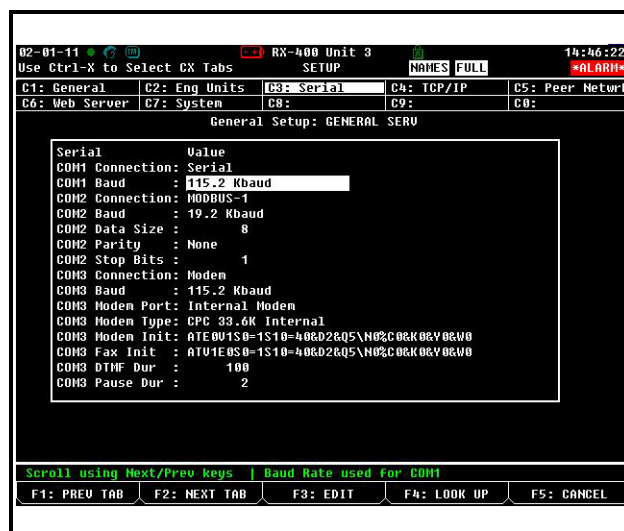 02-01-11 RX-400 Unit 3 14:46:22
Use Ctrl-X to Select CX Tabs SETUP NAMES FULL *ALARM*
C1: General C2: Eng Units C3: Serial C4: TCP/IP C5: Peer Netwrk
C6: Web Server C7: System C8: C9: C0:
General Setup: GENERAL SERV
Serial Value
COM1 Connection: Serial
COM1 Baud : 115.2 Kbaud
COM2 Connection: MODBUS-1
COM2 Baud : 19.2 Kbaud
COM2 Data Size : 8
COM2 Parity : None
COM2 Stop Bits : 1
COM3 Connection: Modem
COM3 Baud : 115.2 Kbaud
COM3 Modem Port: Internal Modem
COM3 Modem Type: CPC 33.6K Internal
COM3 Modem Init: ATE0V1S0=1S10=40&D2&Q5\N0%C0&K0&Y0&W0
COM3 Fax Init : ATV1E0S0=1S10=40&D2&Q5\N0%C0&K0&Y0&W0
COM3 DTMF Dur : 100
COM3 Pause Dur : 2
Scroll using Next/Prev keys | Baud Rate used for COM1
F1: PREV TAB F2: NEXT TAB F3: EDIT F4: LOOK UP F5: CANCEL